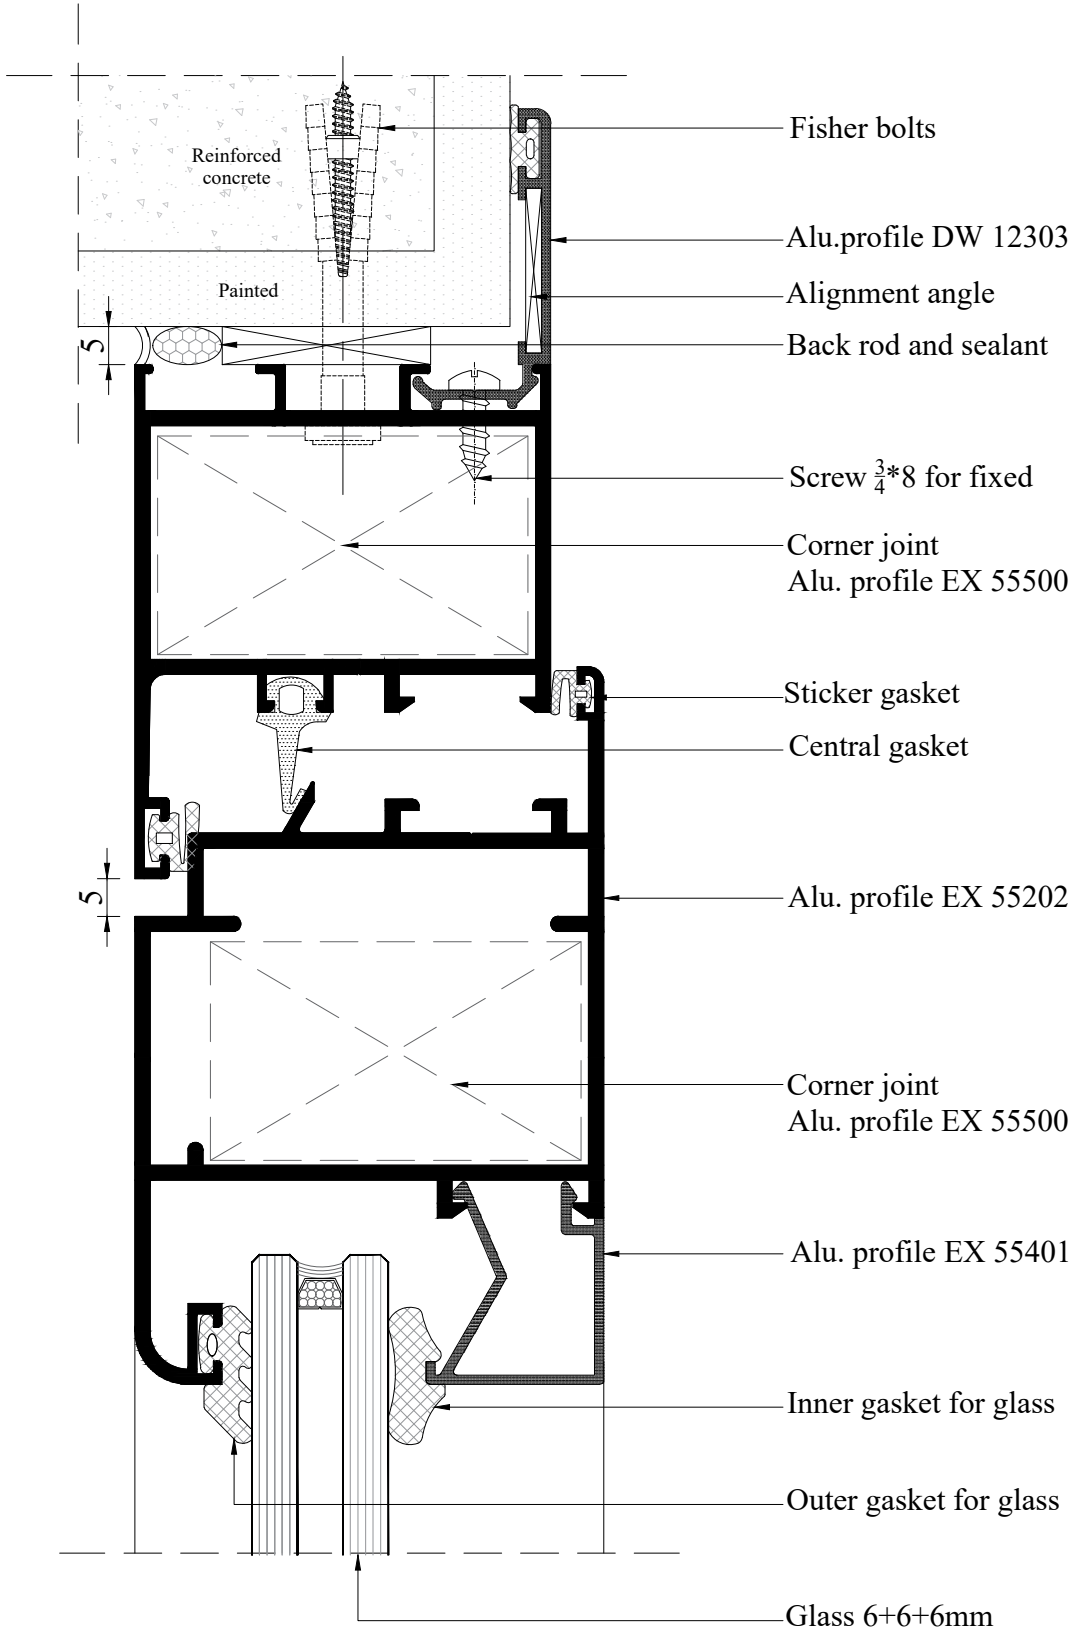 Fisher bolts
Reinforced
concrete
Alu.profile DW 12303
Painted
Alignment angle
5
Back rod and sealant
Screw 3/4*8 for fixed
Corner joint
Alu. profile EX 55500
Sticker gasket
Central gasket
5
Alu. profile EX 55202
Corner joint
Alu. profile EX 55500
Alu. profile EX 55401
Inner gasket for glass
Outer gasket for glass
Glass 6+6+6mm